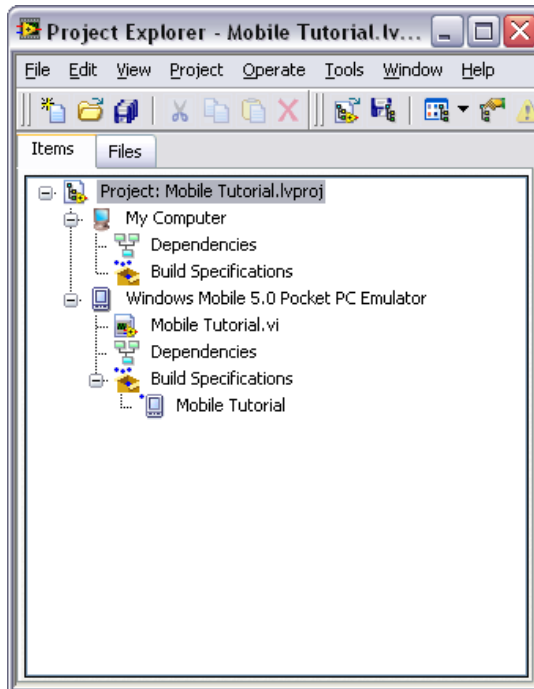 Project Explorer - Mobile Tutorial.lv...
File Edit View Project Operate Tools Window Help
Items Files
Project: Mobile Tutorial.lvproj
My Computer
Dependencies
Build Specifications
Windows Mobile 5.0 Pocket PC Emulator
Mobile Tutorial.vi
Dependencies
Build Specifications
Mobile Tutorial